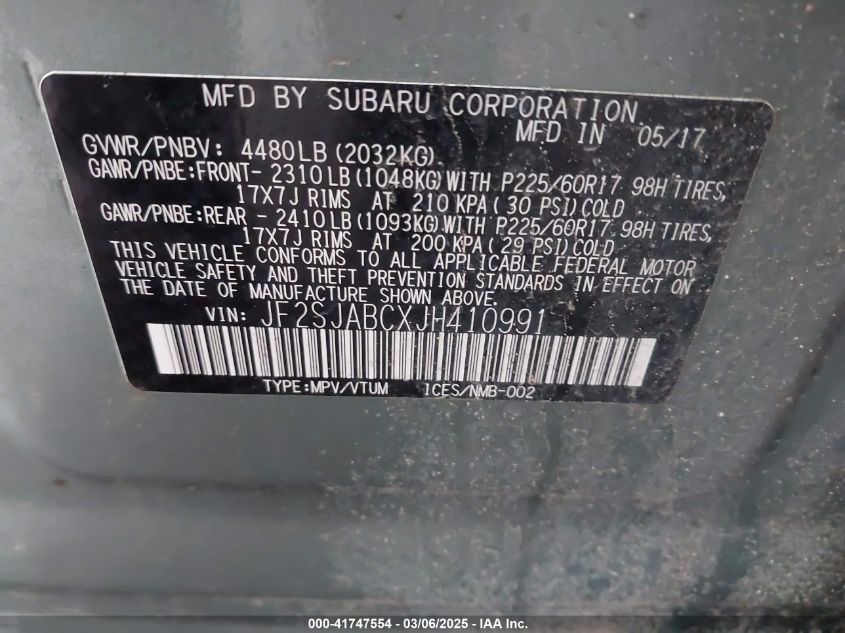 MFD BY SUBARU CORPORATION
MFD IN 05/17
GVWR/PNBV: 4480LB (2032KG)
GAWR/PNBE:FRONT- 2310LB (1048KG) WITH P225/60R17 98H TIRES,
17X7J RIMS AT 210 KPA ( 30 PSI) COLD
GAWR/PNBE:REAR - 2410LB (1093KG) WITH P225/60R17 98H TIRES,
17X7J RIMS AT 200 KPA ( 29 PSI) COLD
THIS VEHICLE CONFORMS TO ALL APPLICABLE FEDERAL MOTOR
VEHICLE SAFETY AND THEFT PREVENTION STANDARDS IN EFFECT ON
THE DATE OF MANUFACTURE SHOWN ABOVE.
VIN: JF2SJABCXJH410991
TYPE:MPV/VTUM ICES/NMB-002
000-41747554 | 03/06/2025 - IAA Inc.